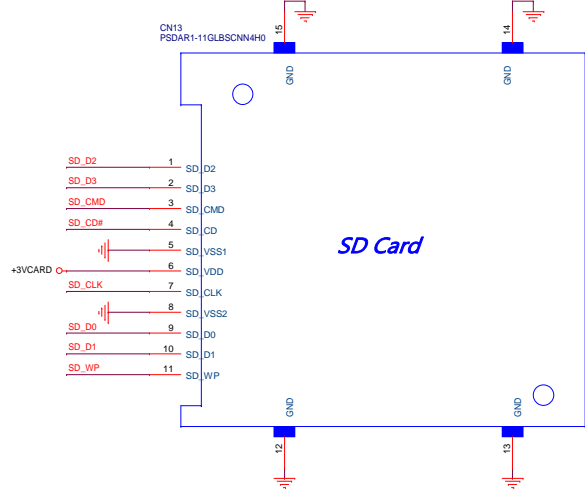 CN13
PSDAR1-11GLBSCNN4H0
15
GND
14
GND
SD_D2 1 SD_D2
SD_D3 2 SD_D3
SD_CMD 3 SD_CMD
SD_CD# 4 SD_CD
5 SD_VSS1
+3VCARD 6 SD_VDD
SD_CLK 7 SD_CLK
8 SD_VSS2
SD_D0 9 SD_D0
SD_D1 10 SD_D1
SD_WP 11 SD_WP
SD Card
GND
12
GND
13